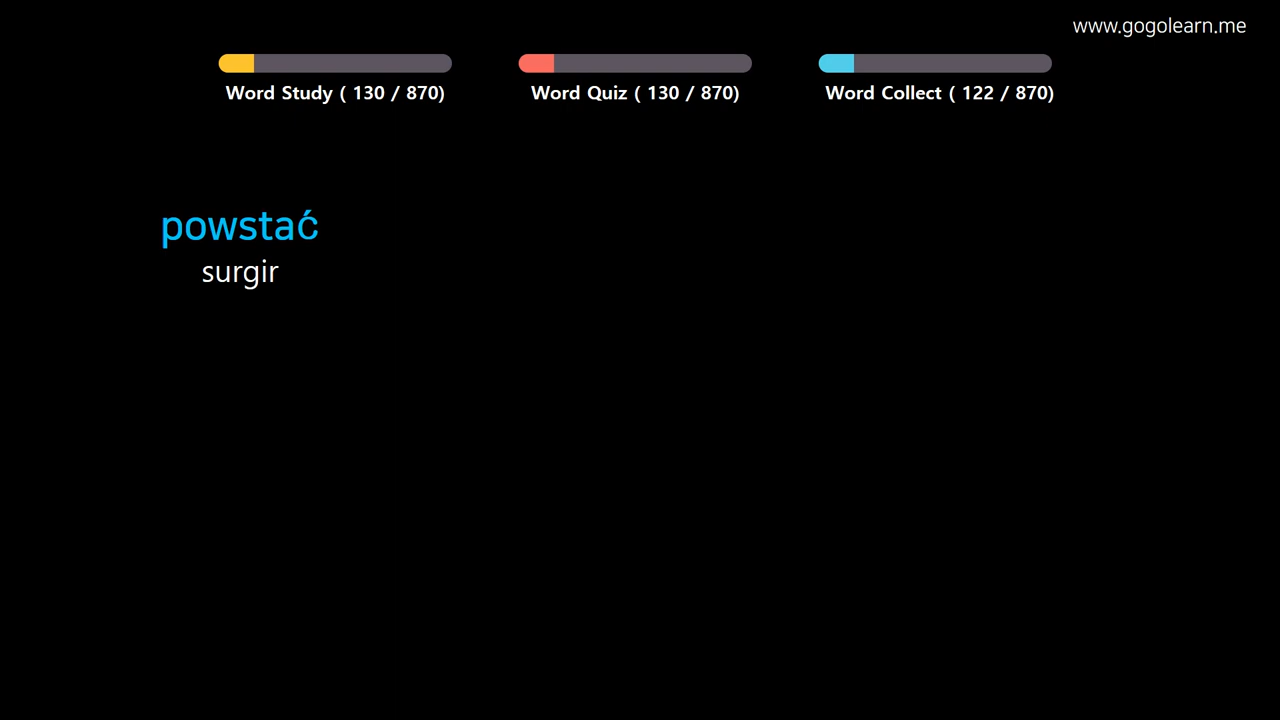 www.gogolearn.me
Word Study ( 130 / 870)
Word Quiz ( 130 / 870)
Word Collect ( 122 / 870)
powstać
surgir